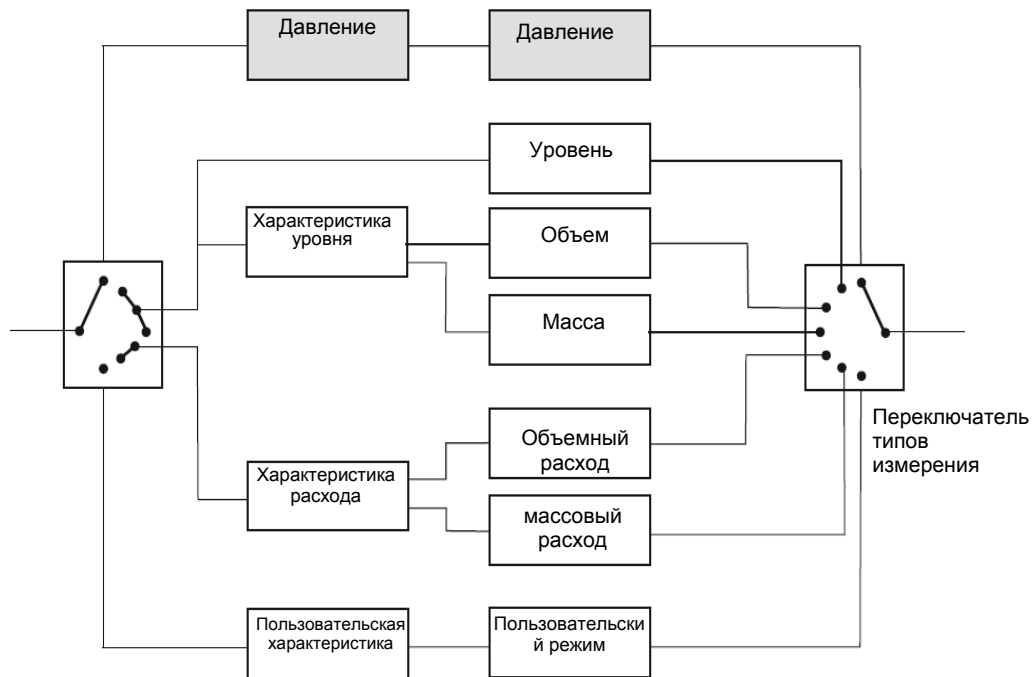 Давление
Давление
Уровень
Характеристика
уровня
Объем
Масса
Переключатель
типов
измерения
Объемный
расход
Характеристика
расхода
массовый
расход
Пользовательская
характеристика
Пользовательски
й режим